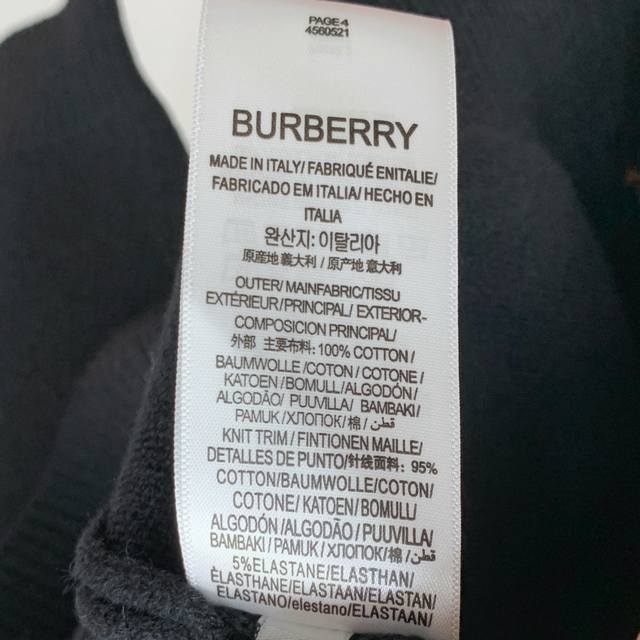 PAGE 4
4560521
BURBERRY
MADE IN ITALY/ FABRIQUÉ ENITALIE/
FABRICADO EM ITALIA/ HECHO EN
ITALIA
완산지: 이탈리아
原産地 義大利 / 原产地 意大利
OUTER/ MAINFABRIC/TISSU
EXTÉRIEUR/PRINCIPAL/ EXTERIOR-
COMPOSICION PRINCIPAL/
外部 主要布料: 100% COTTON/
BAUMWOLLE /COTON / COTONE /
KATOEN / BOMULL/ALGODÓN/
ALGODÃO/ PUUVILLA/ BAMBAKI/
PAMUK /ХЛОПОК/ 棉 / قطن /
KNIT TRIM / FINTIONEN MAILLE/
DETALLES DE PUNTO/针线面料: 95%
COTTON/BAUMWOLLE/COTON/
COTONE/ KATOEN/ BOMULL/
ALGODÓN /ALGODÃO / PUUVILLA/
BAMBAKI / PAMUK / ХЛОПОК/ 棉/ قطن/
5%ELASTANE/ELASTHAN/
ÉLASTHANE/ELASTAAN/ELASTAN/
ELASTANO/elestano/ELASTAAN/